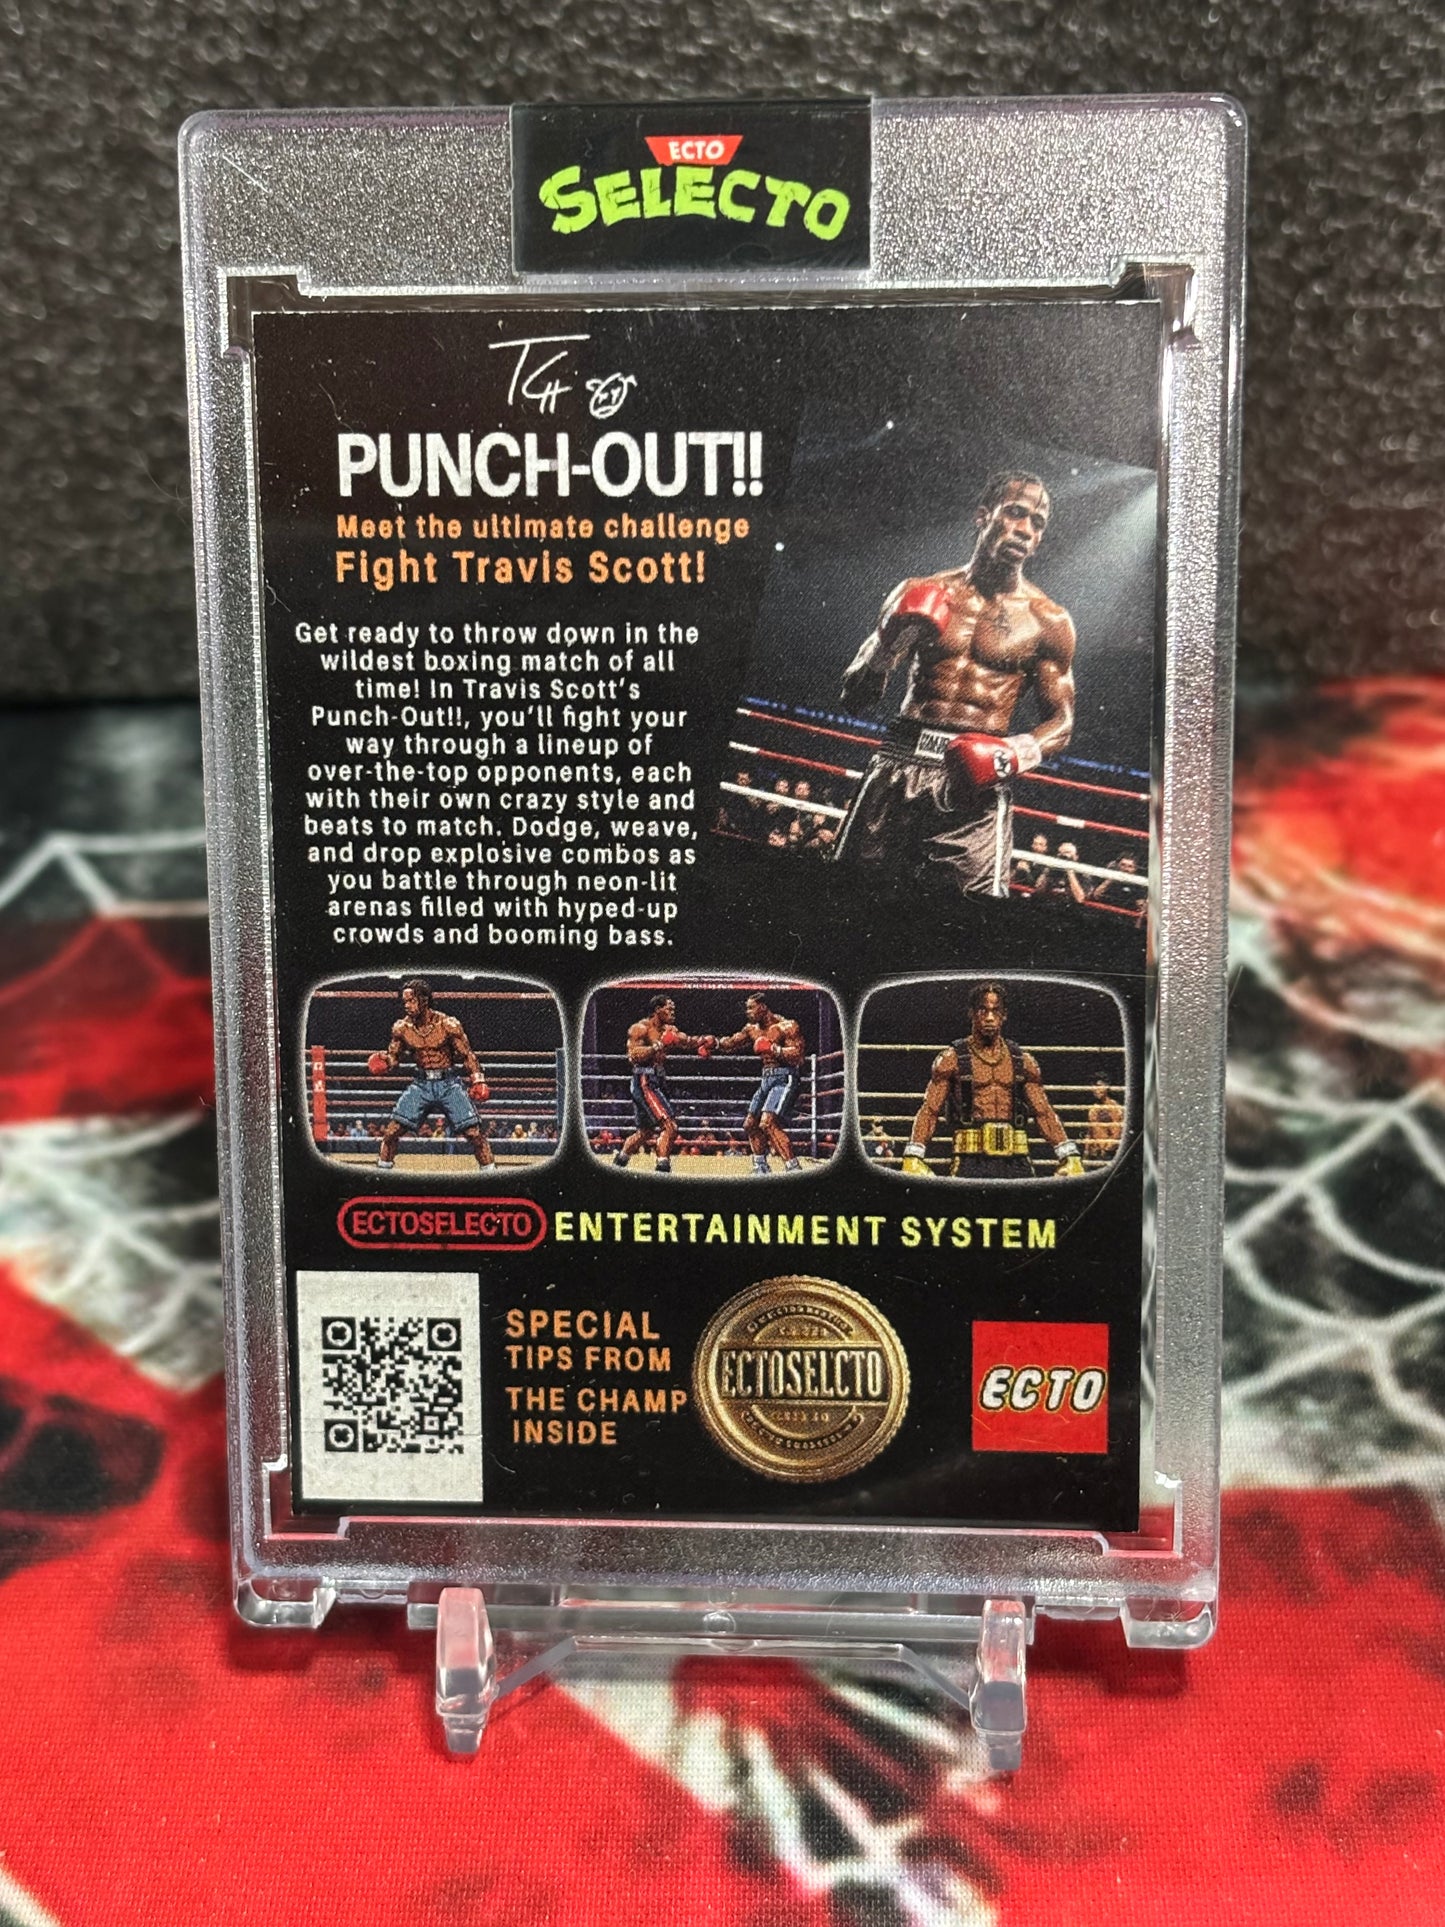 ECTO
SELECTO
PUNCH-OUT!!
Meet the ultimate challenge
Fight Travis Scott!
Get ready to throw down in the
wildest boxing match of all
time! In Travis Scott's
Punch-Out!!, you'll fight your
way through a lineup of
over-the-top opponents, each
with their own crazy style and
beats to match. Dodge, weave,
and drop explosive combos as
you battle through neon-lit
arenas filled with hyped-up
crowds and booming bass.
ECTOSELECTO ENTERTAINMENT SYSTEM
SPECIAL
TIPS FROM
THE CHAMP
INSIDE
ECTOSELCTO
ECTO